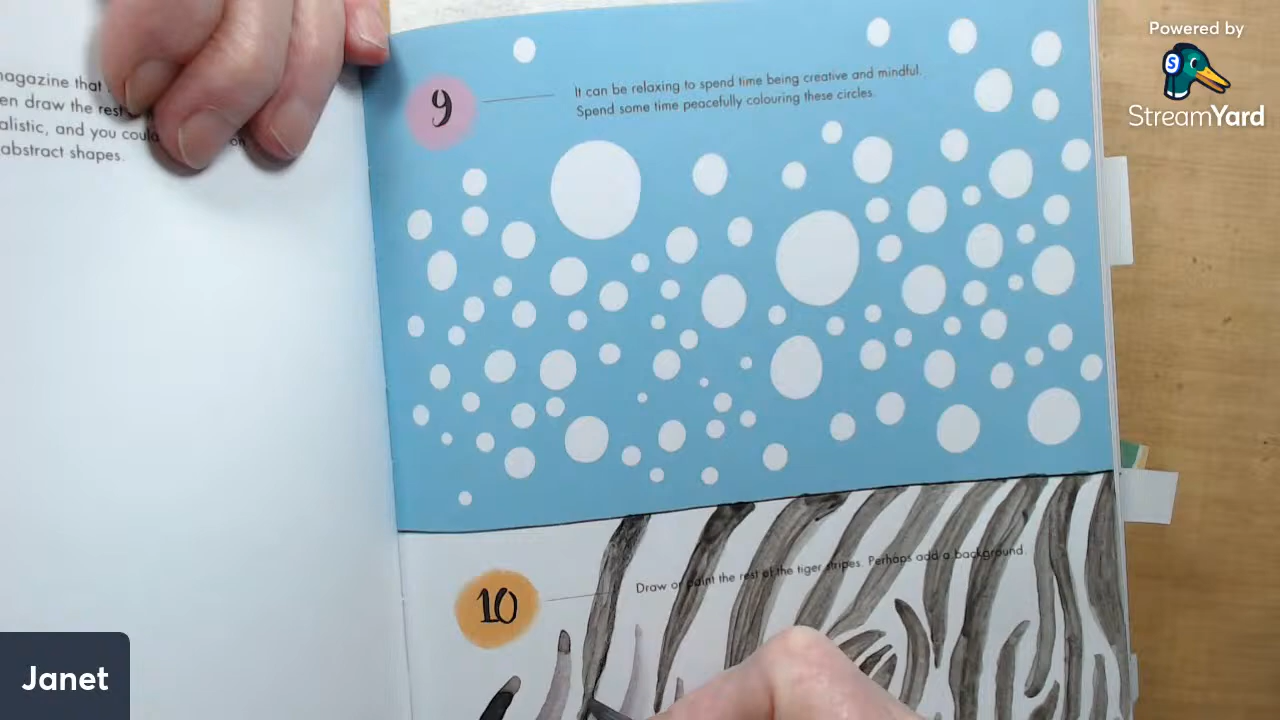 Powered by
StreamYard
magazine that
draw the rest
and you could
on
abstract shapes.
9
It can be relaxing to spend time being creative and mindful.
Spend some time peacefully colouring these circles.
10
Draw or paint the rest of the tiger stripes. Perhaps add a background.
Janet